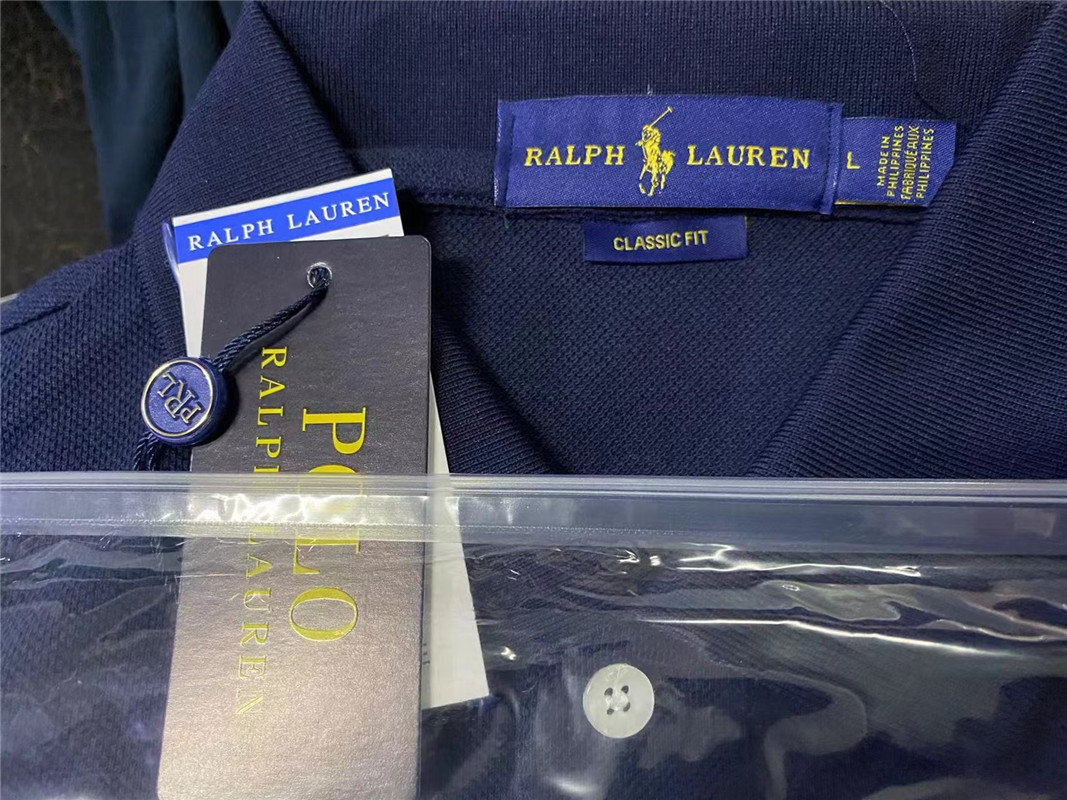 RALPH LAUREN
L
MADE IN
PHILIPPINES
FABRIQUÉ AUX
PHILIPPINES
CLASSIC FIT
RALPH LAUREN
PRL
POLO
RALPH LAUREN